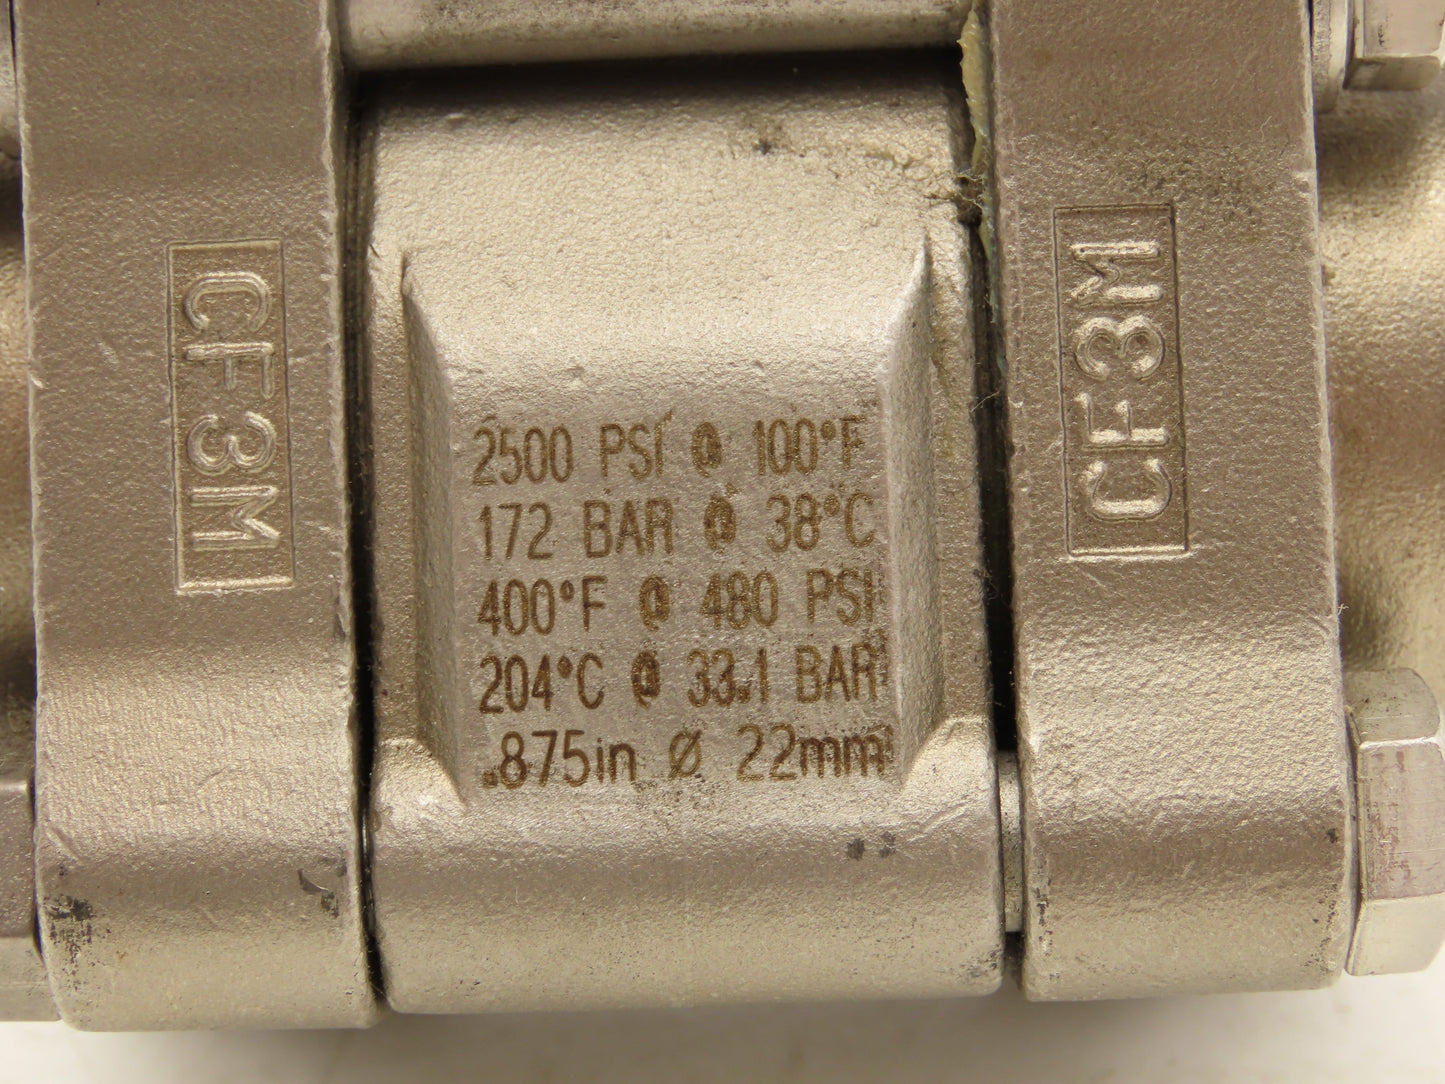 CF3M
2500 PSI @ 100°F
172 BAR @ 38°C
400°F @ 480 PSI
204°C @ 33.1 BAR
.875in Ø 22mm
CF3M